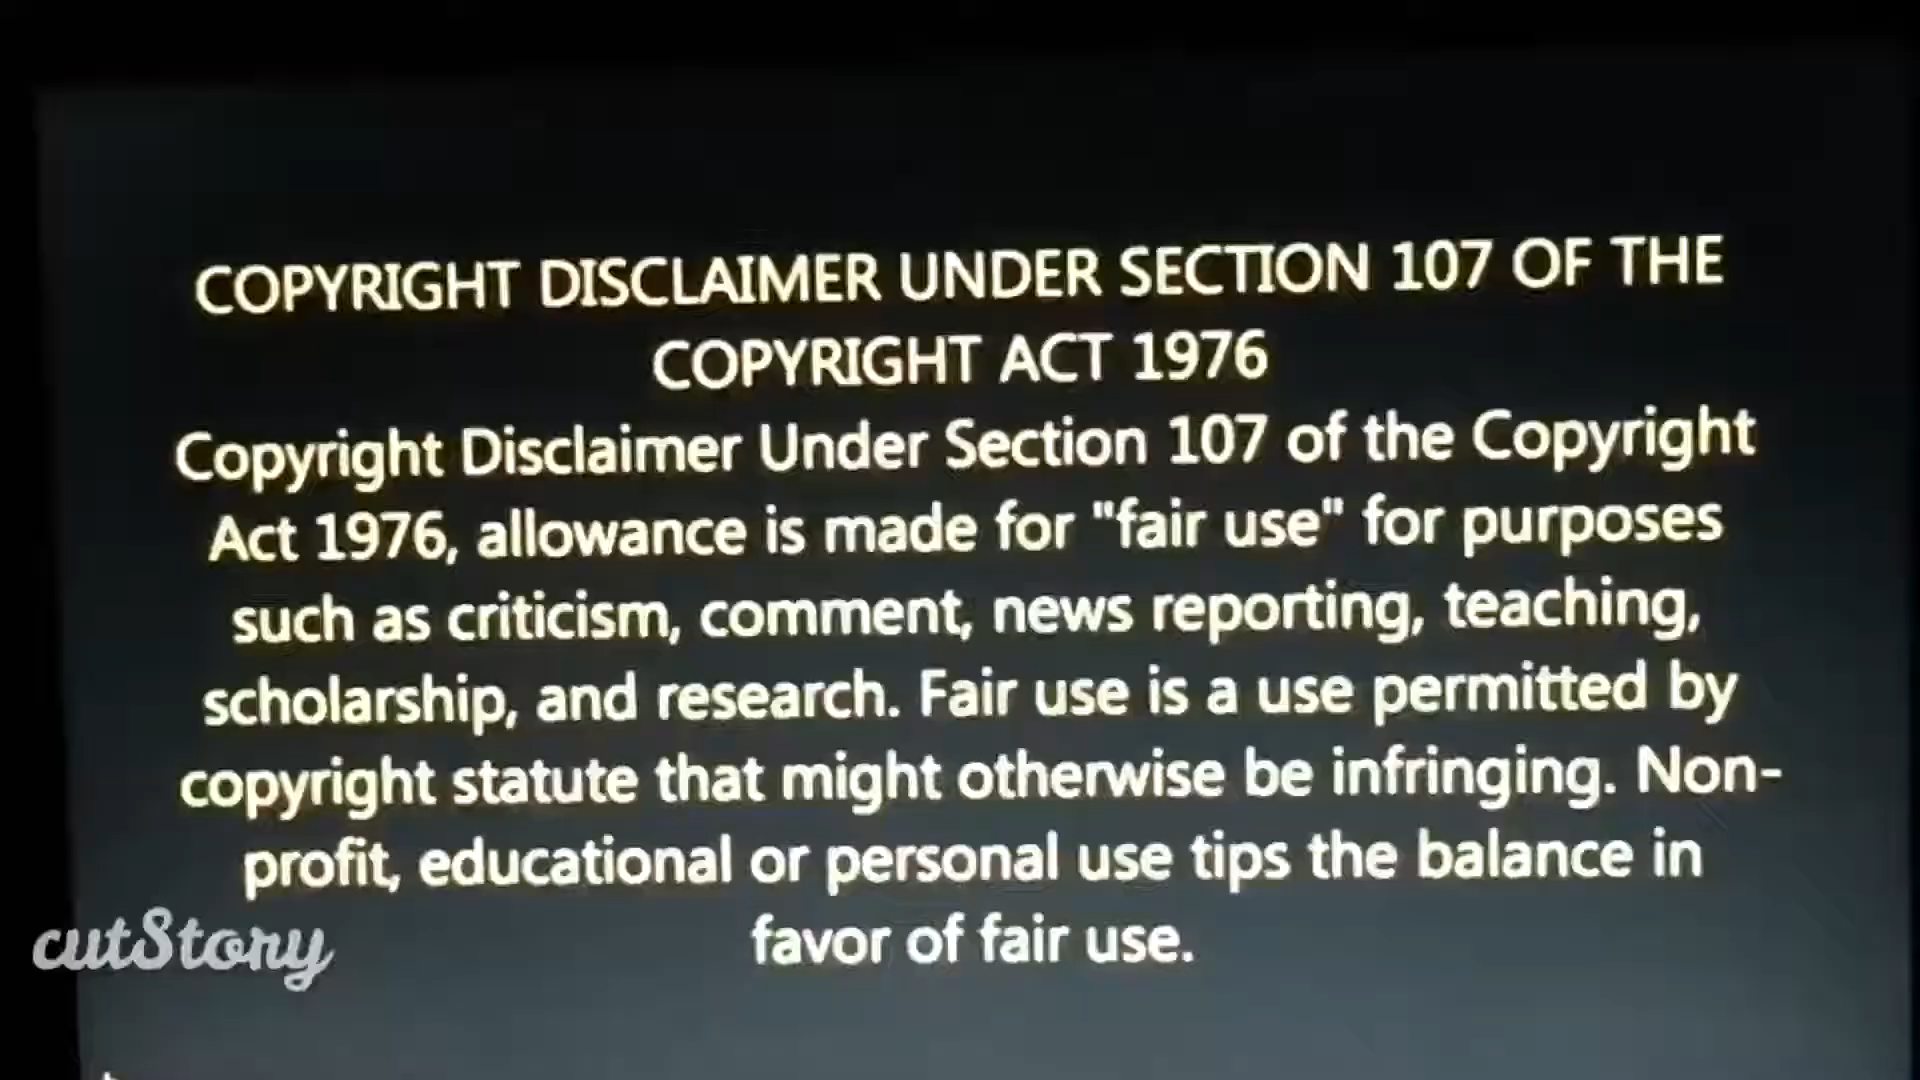 COPYRIGHT DISCLAIMER UNDER SECTION 107 OF THE
COPYRIGHT ACT 1976
Copyright Disclaimer Under Section 107 of the Copyright
Act 1976, allowance is made for "fair use" for purposes
such as criticism, comment, news reporting, teaching,
scholarship, and research. Fair use is a use permitted by
copyright statute that might otherwise be infringing. Non-
profit, educational or personal use tips the balance in
favor of fair use.
cutStory